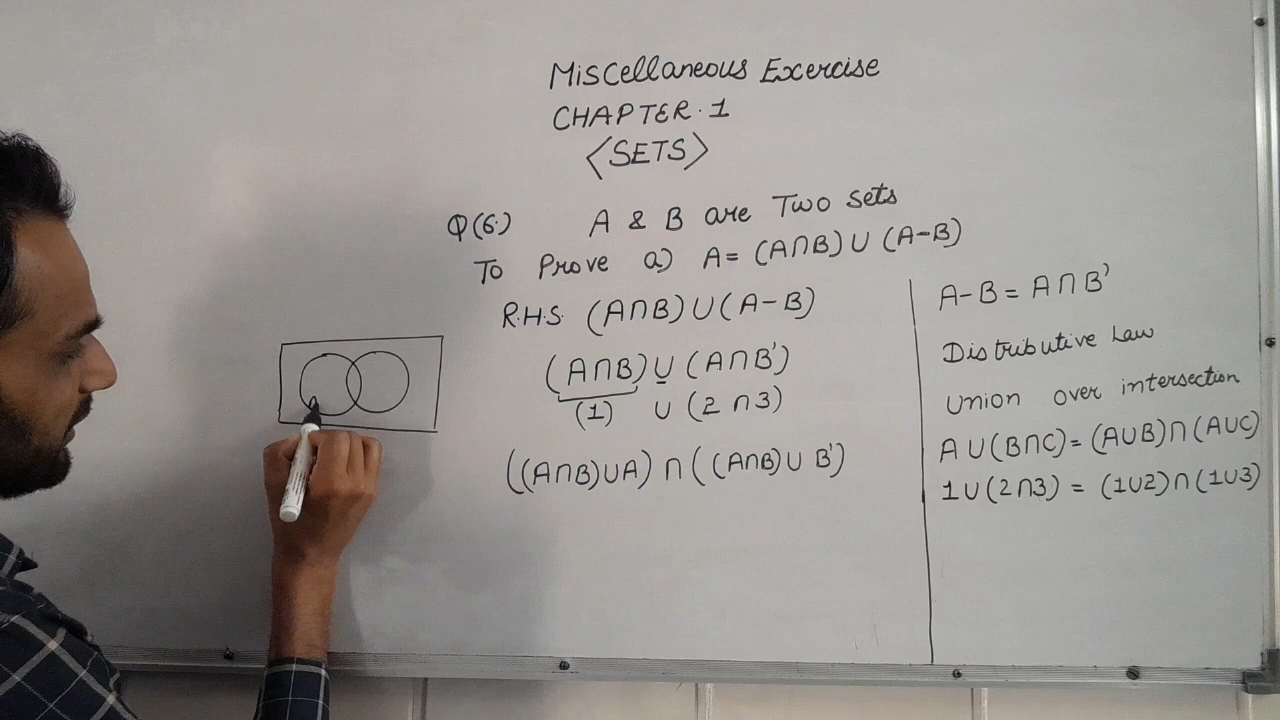 Miscellaneous Excercise
CHAPTER.1
<SETS>
Q(6.) A & B are Two sets
To Prove a.) A= (A∩B)∪(A-B)
R.H.S. (A∩B)∪(A-B)
(A∩B)∪(A∩B')
(1) ∪ (2∩3)
((A∩B)∪A) ∩ ((A∩B)∪B')
A-B = A∩B'
Distributive Law
Union over intersection
A∪(B∩C)=(A∪B)∩(A∪C)
1∪(2∩3) = (1∪2)∩(1∪3)